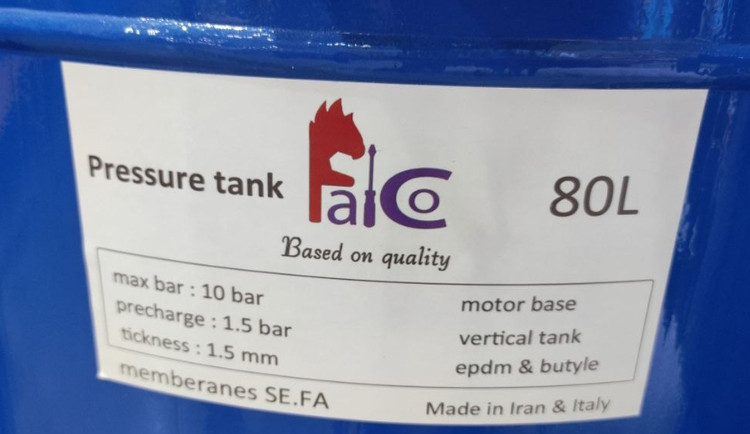 Pressure tank
FaiCo
80L
Based on quality
max bar : 10 bar
precharge : 1.5 bar
tickness : 1.5 mm
motor base
vertical tank
epdm & butyle
memberanes SE.FA
Made in Iran & Italy